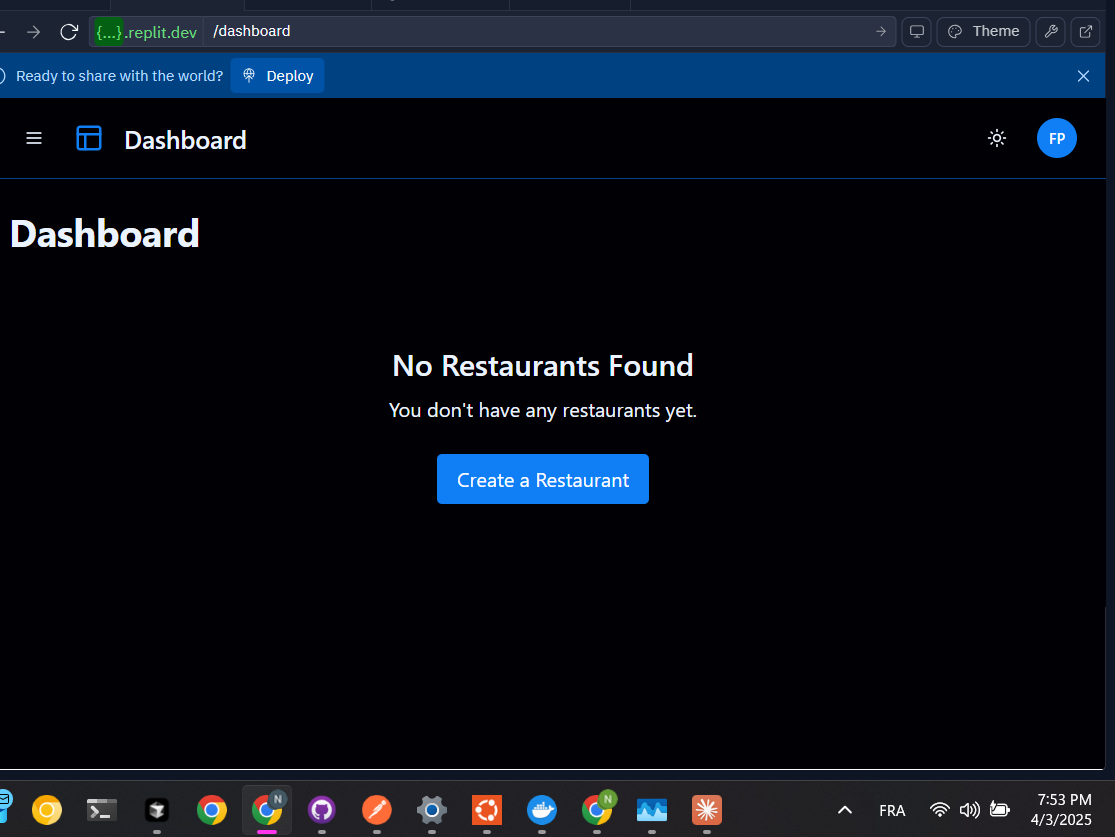 {...}.replit.dev /dashboard Theme
Ready to share with the world? Deploy
Dashboard FP
Dashboard
No Restaurants Found
You don't have any restaurants yet.
Create a Restaurant
N N FRA 7:53 PM
4/3/2025